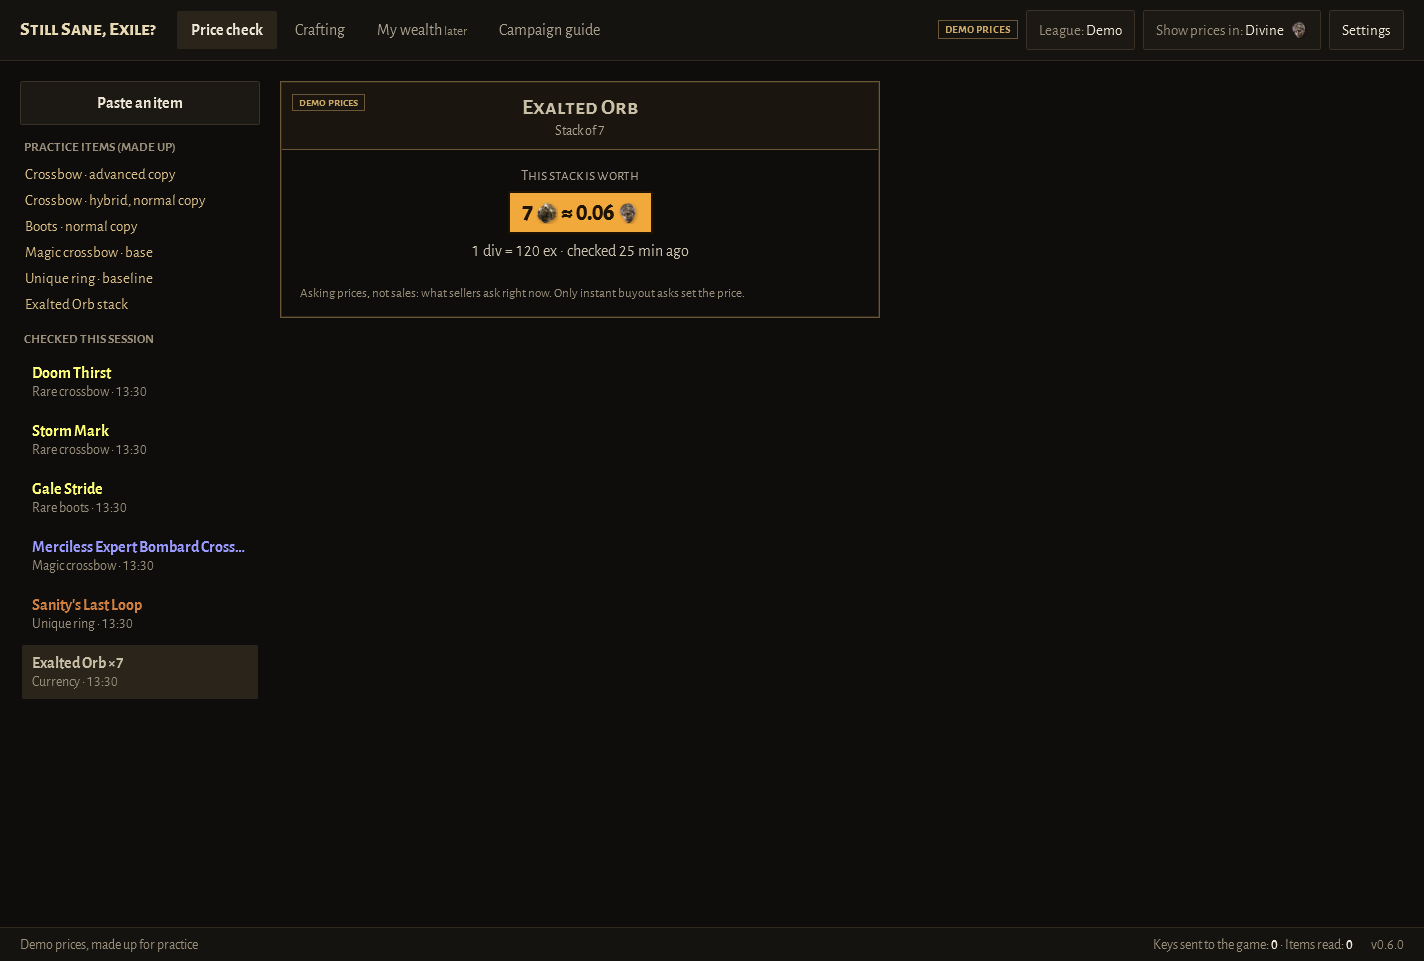 Still Sane, Exile?
Price check
Crafting
My wealth later
Campaign guide
DEMO PRICES
League: Demo
Show prices in: Divine
Settings
Paste an item
PRACTICE ITEMS (MADE UP)
Crossbow · advanced copy
Crossbow · hybrid, normal copy
Boots · normal copy
Magic crossbow · base
Unique ring · baseline
Exalted Orb stack
CHECKED THIS SESSION
Doom Thirst
Rare crossbow · 13:30
Storm Mark
Rare crossbow · 13:30
Gale Stride
Rare boots · 13:30
Merciless Expert Bombard Cross...
Magic crossbow · 13:30
Sanity's Last Loop
Unique ring · 13:30
Exalted Orb ×7
Currency · 13:30
DEMO PRICES
Exalted Orb
Stack of 7
This stack is worth
7 ≈ 0.06
1 div = 120 ex · checked 25 min ago
Asking prices, not sales: what sellers ask right now. Only instant buyout asks set the price.
Demo prices, made up for practice
Keys sent to the game: 0 · Items read: 0
v0.6.0